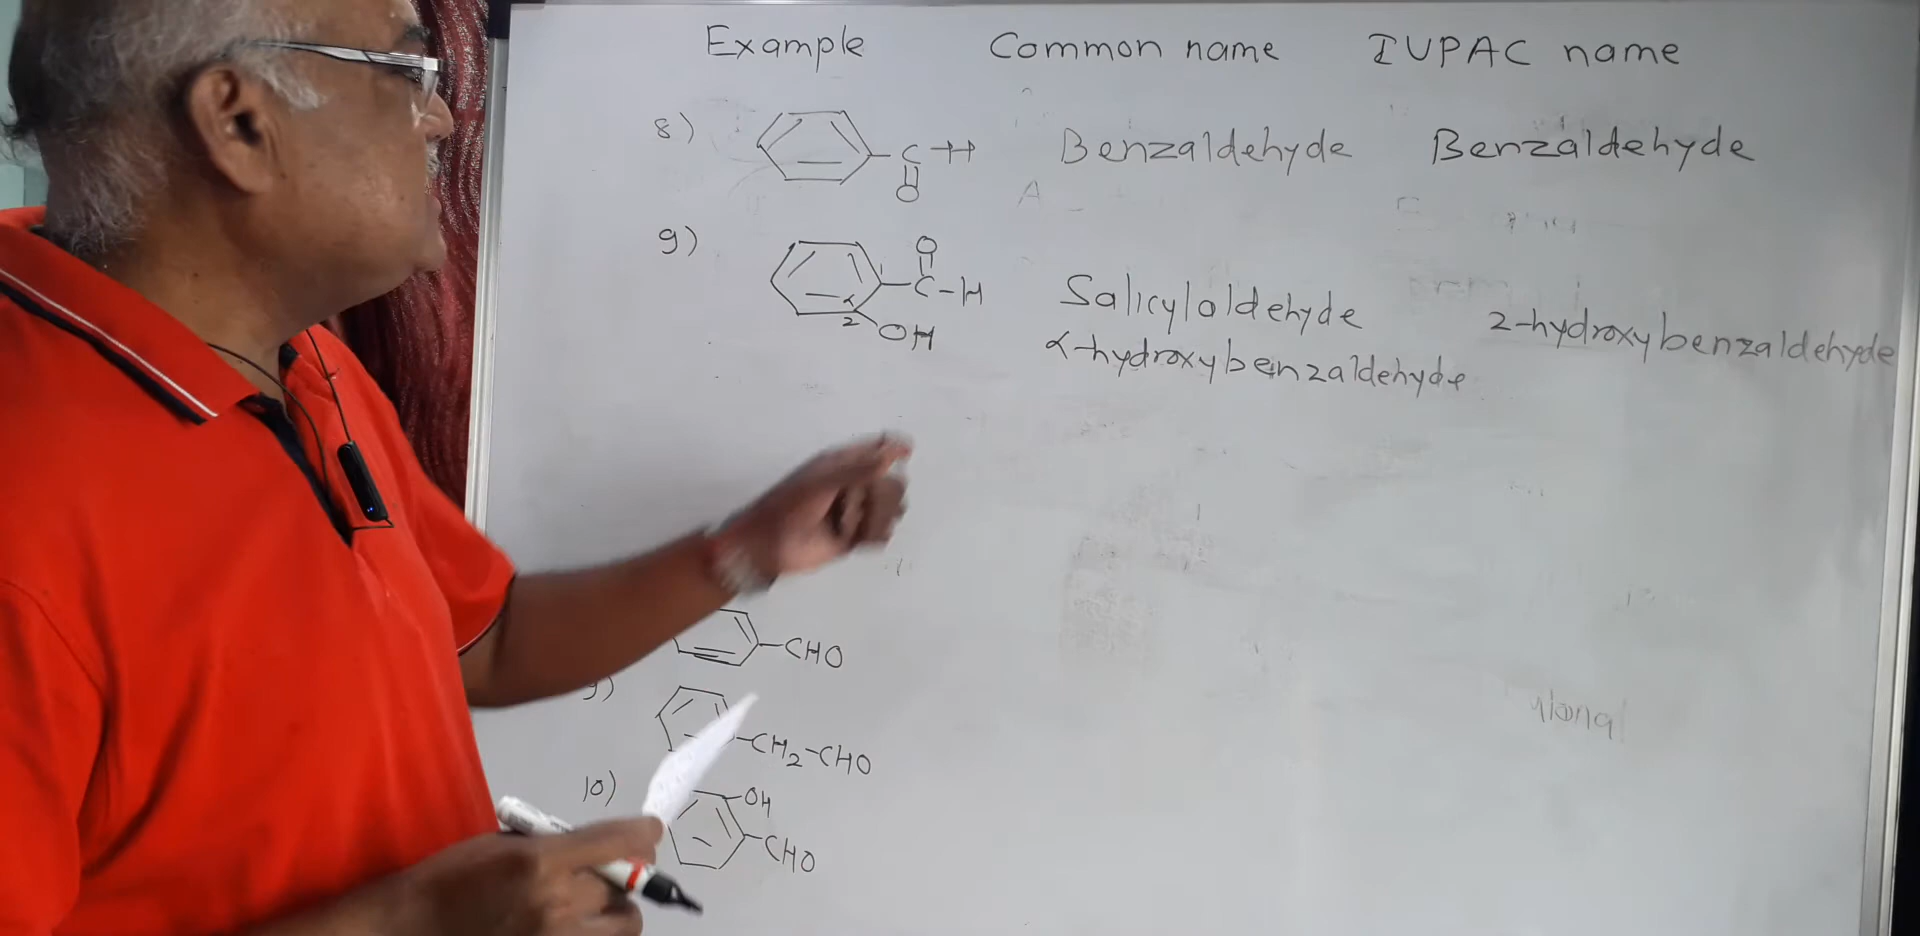 Example Common name IUPAC name
8) C H Benzaldehyde Benzaldehyde
O
9) O
C-H Salicylaldehyde 2-hydroxybenzaldehyde
α
2 OH α-hydroxybenzaldehyde
CHO
9)
CH2-CHO
10) OH
CHO